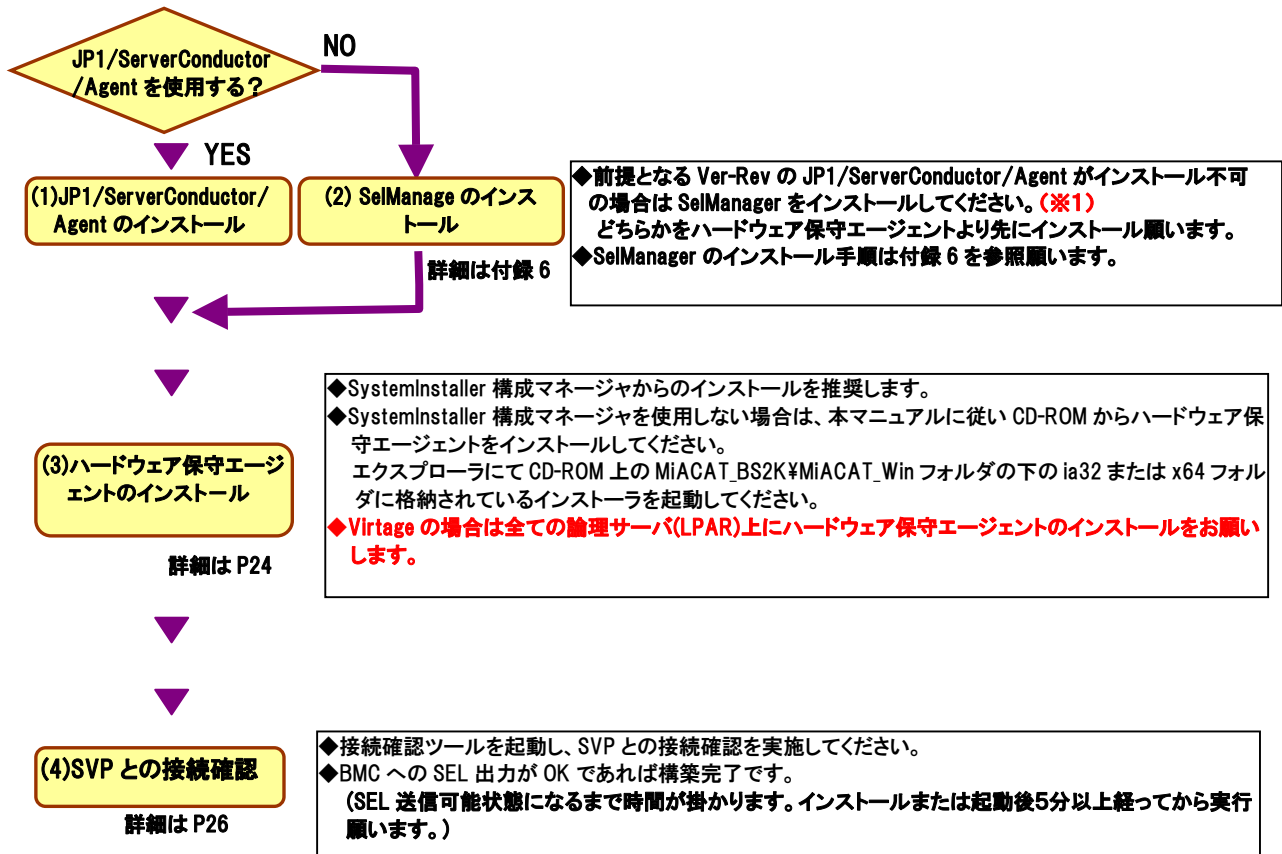 JP1/ServerConductor
/Agent を使用する?
NO
YES
(1)JP1/ServerConductor/
Agent のインストール
(2) SelManage のインス
トール
詳細は付録 6
◆前提となる Ver-Rev の JP1/ServerConductor/Agent がインストール不可
の場合は SelManager をインストールしてください。(※1)
どちらかをハードウェア保守エージェントより先にインストール願います。
◆SelManager のインストール手順は付録 6 を参照願います。
(3)ハードウェア保守エージ
ェントのインストール
詳細は P24
◆SystemInstaller 構成マネージャからのインストールを推奨します。
◆SystemInstaller 構成マネージャを使用しない場合は、本マニュアルに従い CD-ROM からハードウェア保
守エージェントをインストールしてください。
エクスプローラにて CD-ROM 上の MiACAT_BS2K¥MiACAT_Win フォルダの下の ia32 または x64 フォル
ダに格納されているインストーラを起動してください。
◆Virtage の場合は全ての論理サーバ(LPAR)上にハードウェア保守エージェントのインストールをお願い
します。
(4)SVP との接続確認
詳細は P26
◆接続確認ツールを起動し、SVP との接続確認を実施してください。
◆BMC への SEL 出力が OK であれば構築完了です。
(SEL 送信可能状態になるまで時間が掛かります。インストールまたは起動後5分以上経ってから実行
願います。)